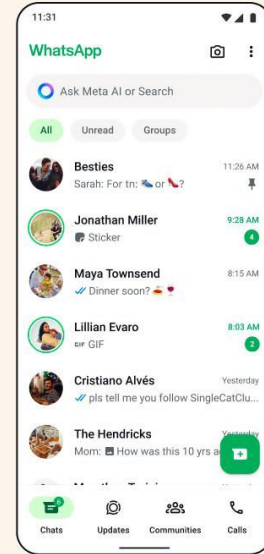 11:31
WhatsApp
Ask Meta AI or Search
All Unread Groups
Besties 11:26 AM
Sarah: For tn: 👟 or 👠?
Jonathan Miller 9:28 AM
Sticker 4
Maya Townsend 8:15 AM
Dinner soon? 🍝🍷
Lillian Evaro 8:03 AM
GIF GIF 2
Cristiano Alvés Yesterday
pls tell me you follow SingleCatClu...
The Hendricks Yesterday
Mom: How was this 10 yrs a
6
Chats Updates Communities Calls